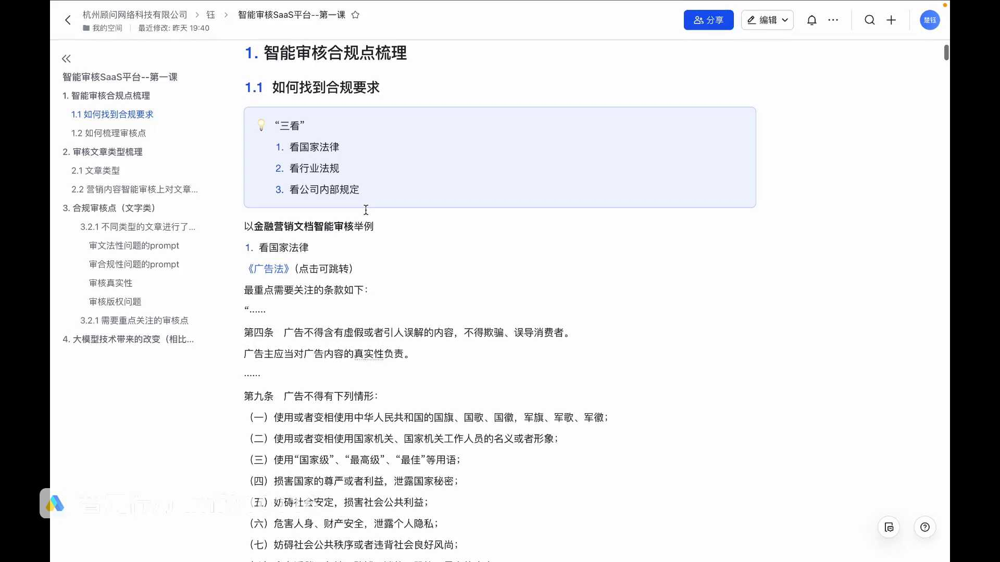 杭州顾问网络科技有限公司 > 钰 > 智能审核SaaS平台--第一课
我的空间 | 最近修改: 昨天 19:40
分享
编辑
楚钰
智能审核SaaS平台--第一课
1. 智能审核合规点梳理
1.1 如何找到合规要求
1.2 如何梳理审核点
2. 审核文章类型梳理
2.1 文章类型
2.2 营销内容智能审核上对文章...
3. 合规审核点（文字类）
3.2.1 不同类型的文章进行了...
审文法性问题的prompt
审合规性问题的prompt
审核真实性
审核版权问题
3.2.1 需要重点关注的审核点
4. 大模型技术带来的改变（相比...
1. 智能审核合规点梳理
1.1 如何找到合规要求
“三看”
1. 看国家法律
2. 看行业法规
3. 看公司内部规定
以金融营销文档智能审核举例
1. 看国家法律
《广告法》（点击可跳转）
最重点需要关注的条款如下：
“……
第四条 广告不得含有虚假或者引人误解的内容，不得欺骗、误导消费者。
广告主应当对广告内容的真实性负责。
……
第九条 广告不得有下列情形：
（一）使用或者变相使用中华人民共和国的国旗、国歌、国徽，军旗、军歌、军徽；
（二）使用或者变相使用国家机关、国家机关工作人员的名义或者形象；
（三）使用“国家级”、“最高级”、“最佳”等用语；
（四）损害国家的尊严或者利益，泄露国家秘密；
（五）妨碍社会安定，损害社会公共利益；
（六）危害人身、财产安全，泄露个人隐私；
（七）妨碍社会公共秩序或者违背社会良好风尚；